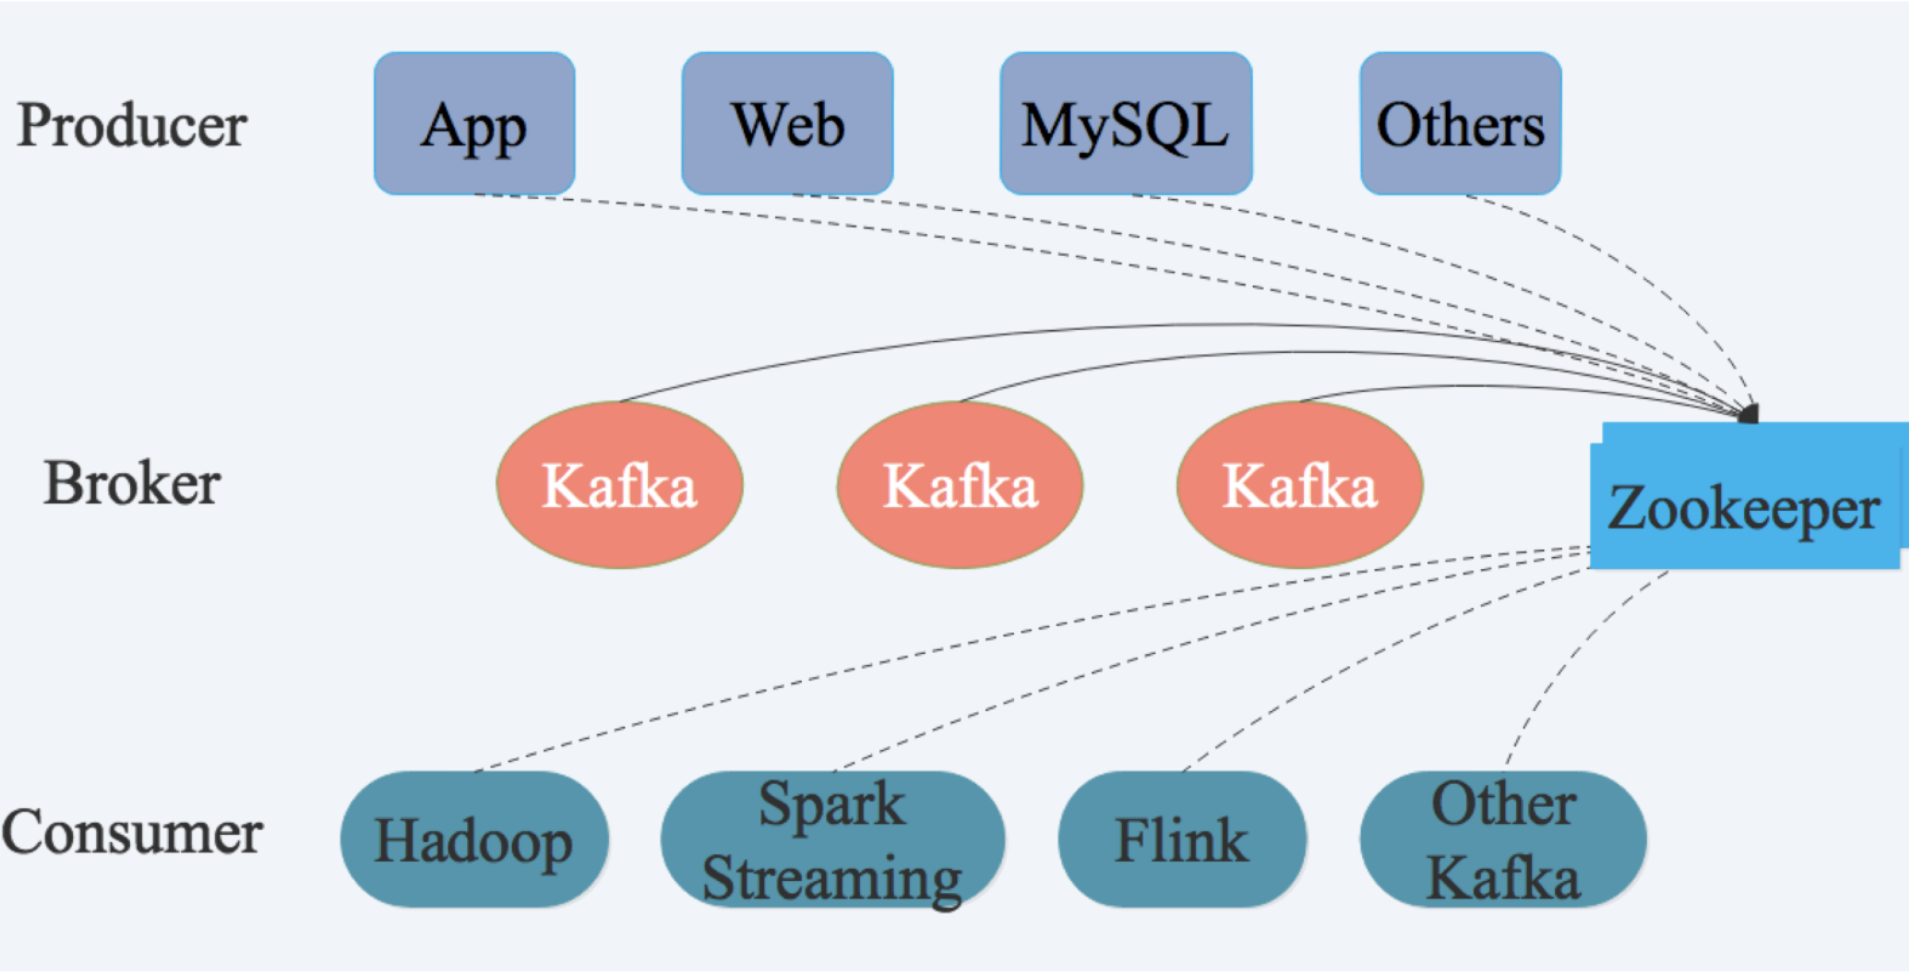 Producer
App
Web
MySQL
Others
Broker
Kafka
Kafka
Kafka
Zookeeper
Consumer
Hadoop
Spark
Streaming
Flink
Other
Kafka